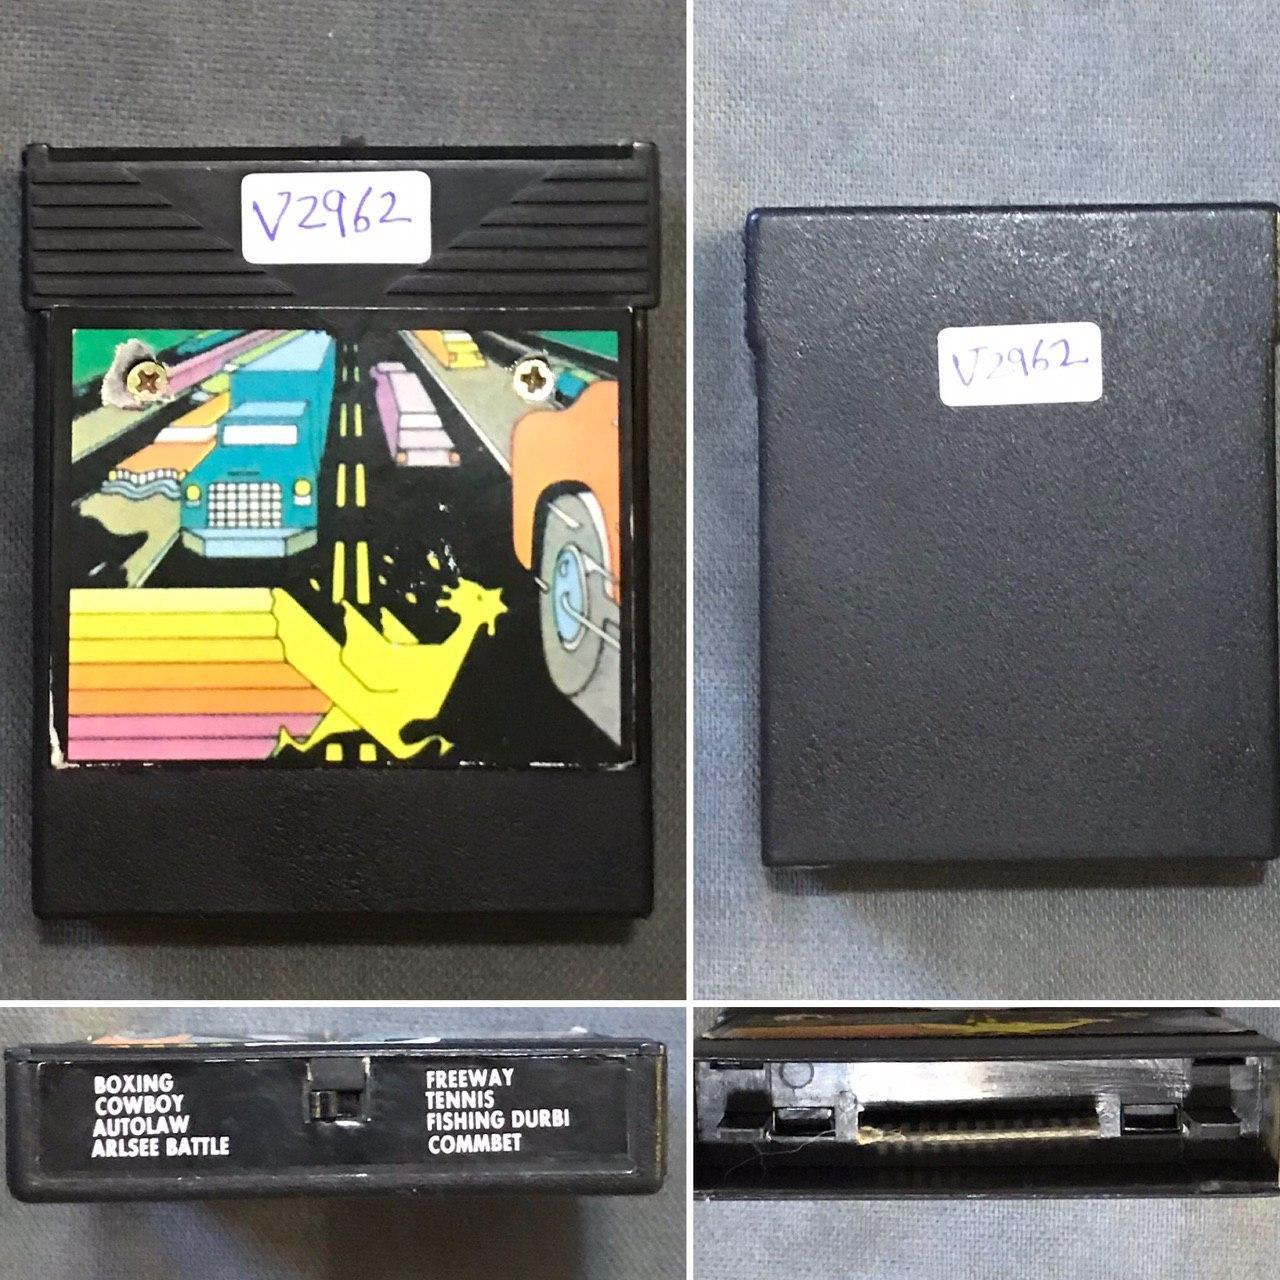 V2962
V2962
BOXING
COWBOY
AUTOLAW
ARLSEE BATTLE
FREEWAY
TENNIS
FISHING DURBI
COMMBET